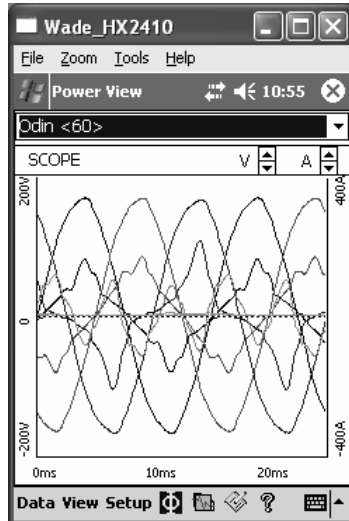 Wade_HX2410
File Zoom Tools Help
Power View 10:55
Odin <60>
SCOPE V A
200V 400A
0
-200V -400A
0ms 10ms 20ms
Data View Setup Φ ?